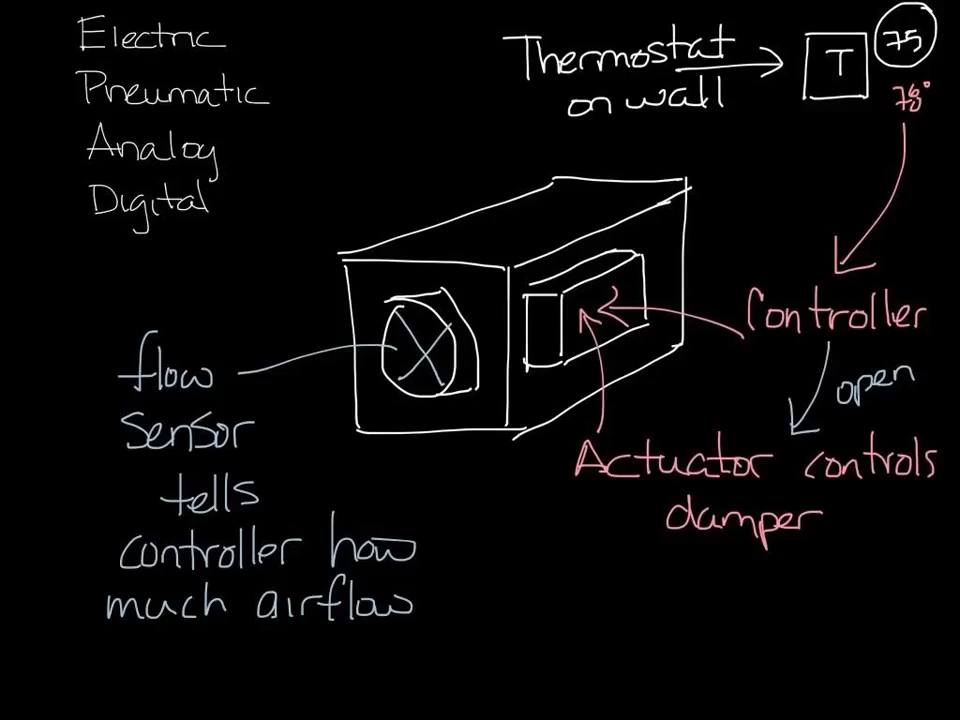 Electric
Pneumatic
Analog
Digital
Thermostat
on wall
T
75
78°
Controller
open
Actuator controls
damper
flow
sensor
tells
controller how
much airflow